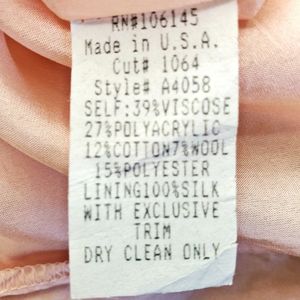 RN#106145
Made in U.S.A.
Cut# 1064
Style# A4058
SELF:39%VISCOSE
27%POLYACRYLIC
12%COTTON7%WOOL
15%POLYESTER
LINING100%SILK
WITH EXCLUSIVE
TRIM
DRY CLEAN ONLY